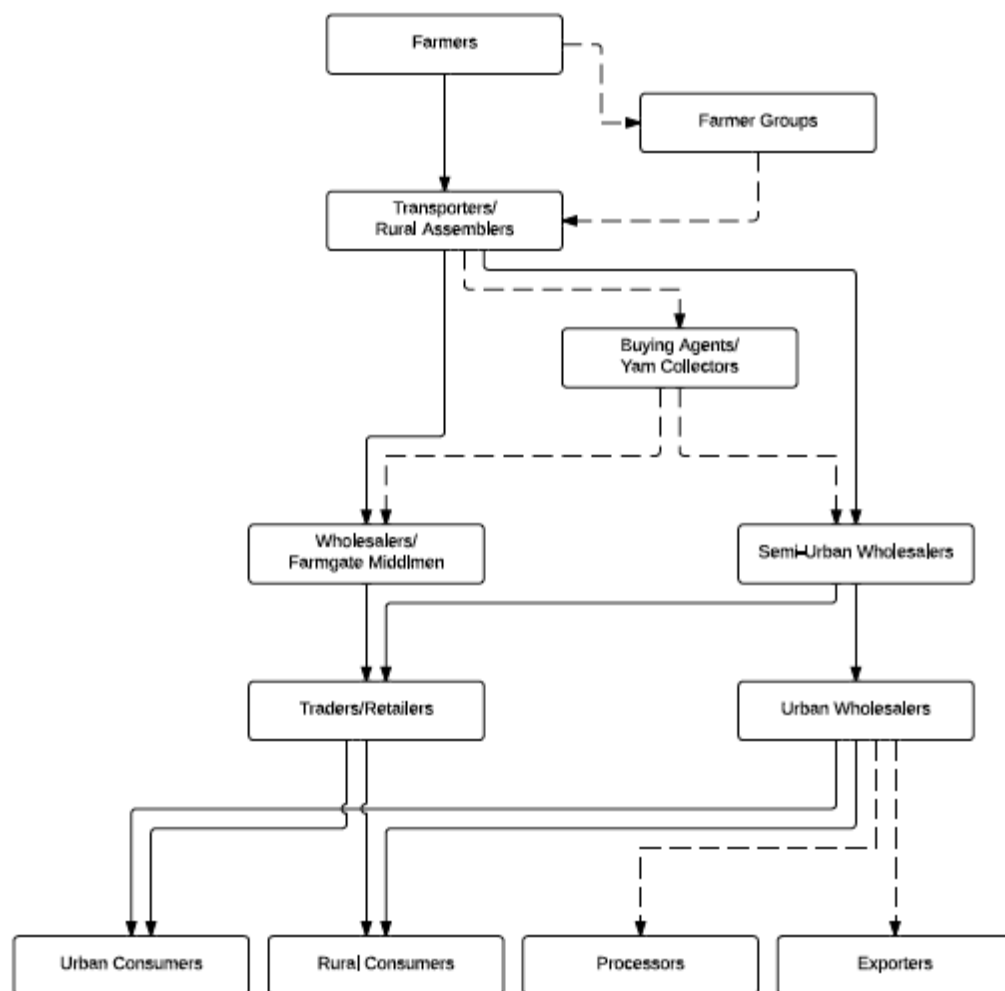 Farmers
Farmer Groups
Transporters/
Rural Assemblers
Buying Agents/
Yam Collectors
Wholesalers/
Farmgate Middlmen
Semi-Urban Wholesalers
Traders/Retailers
Urban Wholesalers
Urban Consumers
Rural Consumers
Processors
Exporters